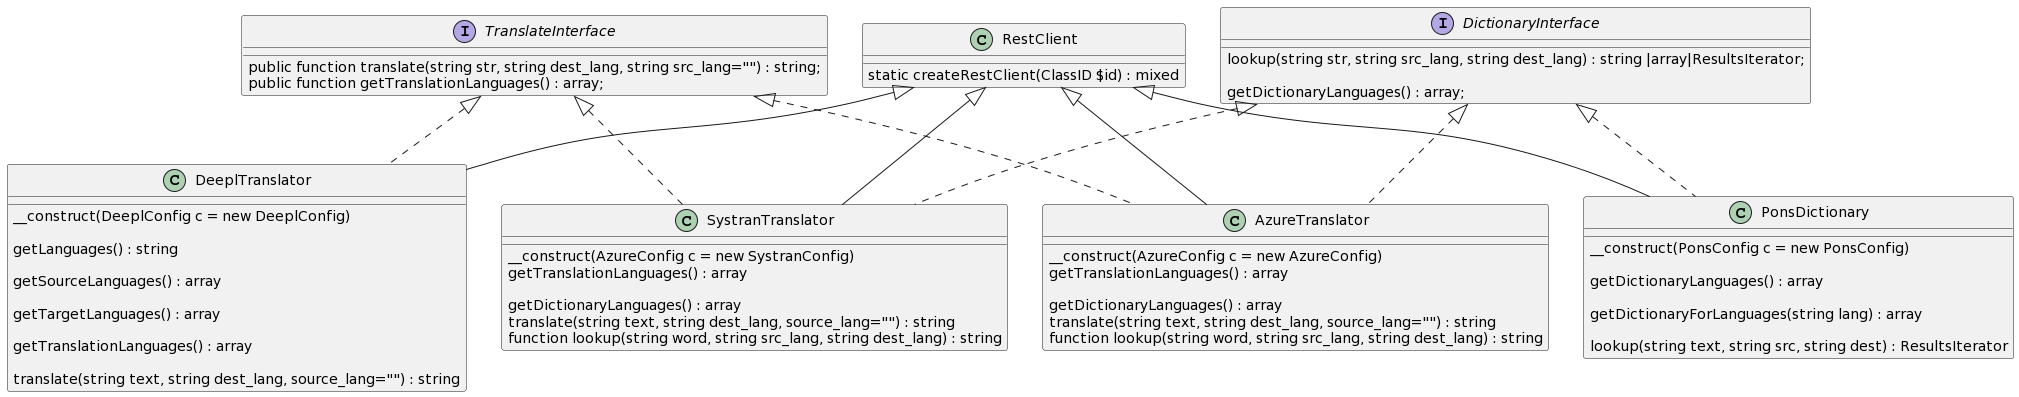 I TranslateInterface
public function translate(string str, string dest_lang, string src_lang="") : string;
public function getTranslationLanguages() : array;
C RestClient
static createRestClient(ClassID $id) : mixed
I DictionaryInterface
lookup(string str, string src_lang, string dest_lang) : string |array|ResultsIterator;
getDictionaryLanguages() : array;
C DeeplTranslator
__construct(DeeplConfig c = new DeeplConfig)
getLanguages() : string
getSourceLanguages() : array
getTargetLanguages() : array
getTranslationLanguages() : array
translate(string text, string dest_lang, source_lang="") : string
C SystranTranslator
__construct(AzureConfig c = new SystranConfig)
getTranslationLanguages() : array
getDictionaryLanguages() : array
translate(string text, string dest_lang, source_lang="") : string
function lookup(string word, string src_lang, string dest_lang) : string
C AzureTranslator
__construct(AzureConfig c = new AzureConfig)
getTranslationLanguages() : array
getDictionaryLanguages() : array
translate(string text, string dest_lang, source_lang="") : string
function lookup(string word, string src_lang, string dest_lang) : string
C PonsDictionary
__construct(PonsConfig c = new PonsConfig)
getDictionaryLanguages() : array
getDictionaryForLanguages(string lang) : array
lookup(string text, string src, string dest) : ResultsIterator